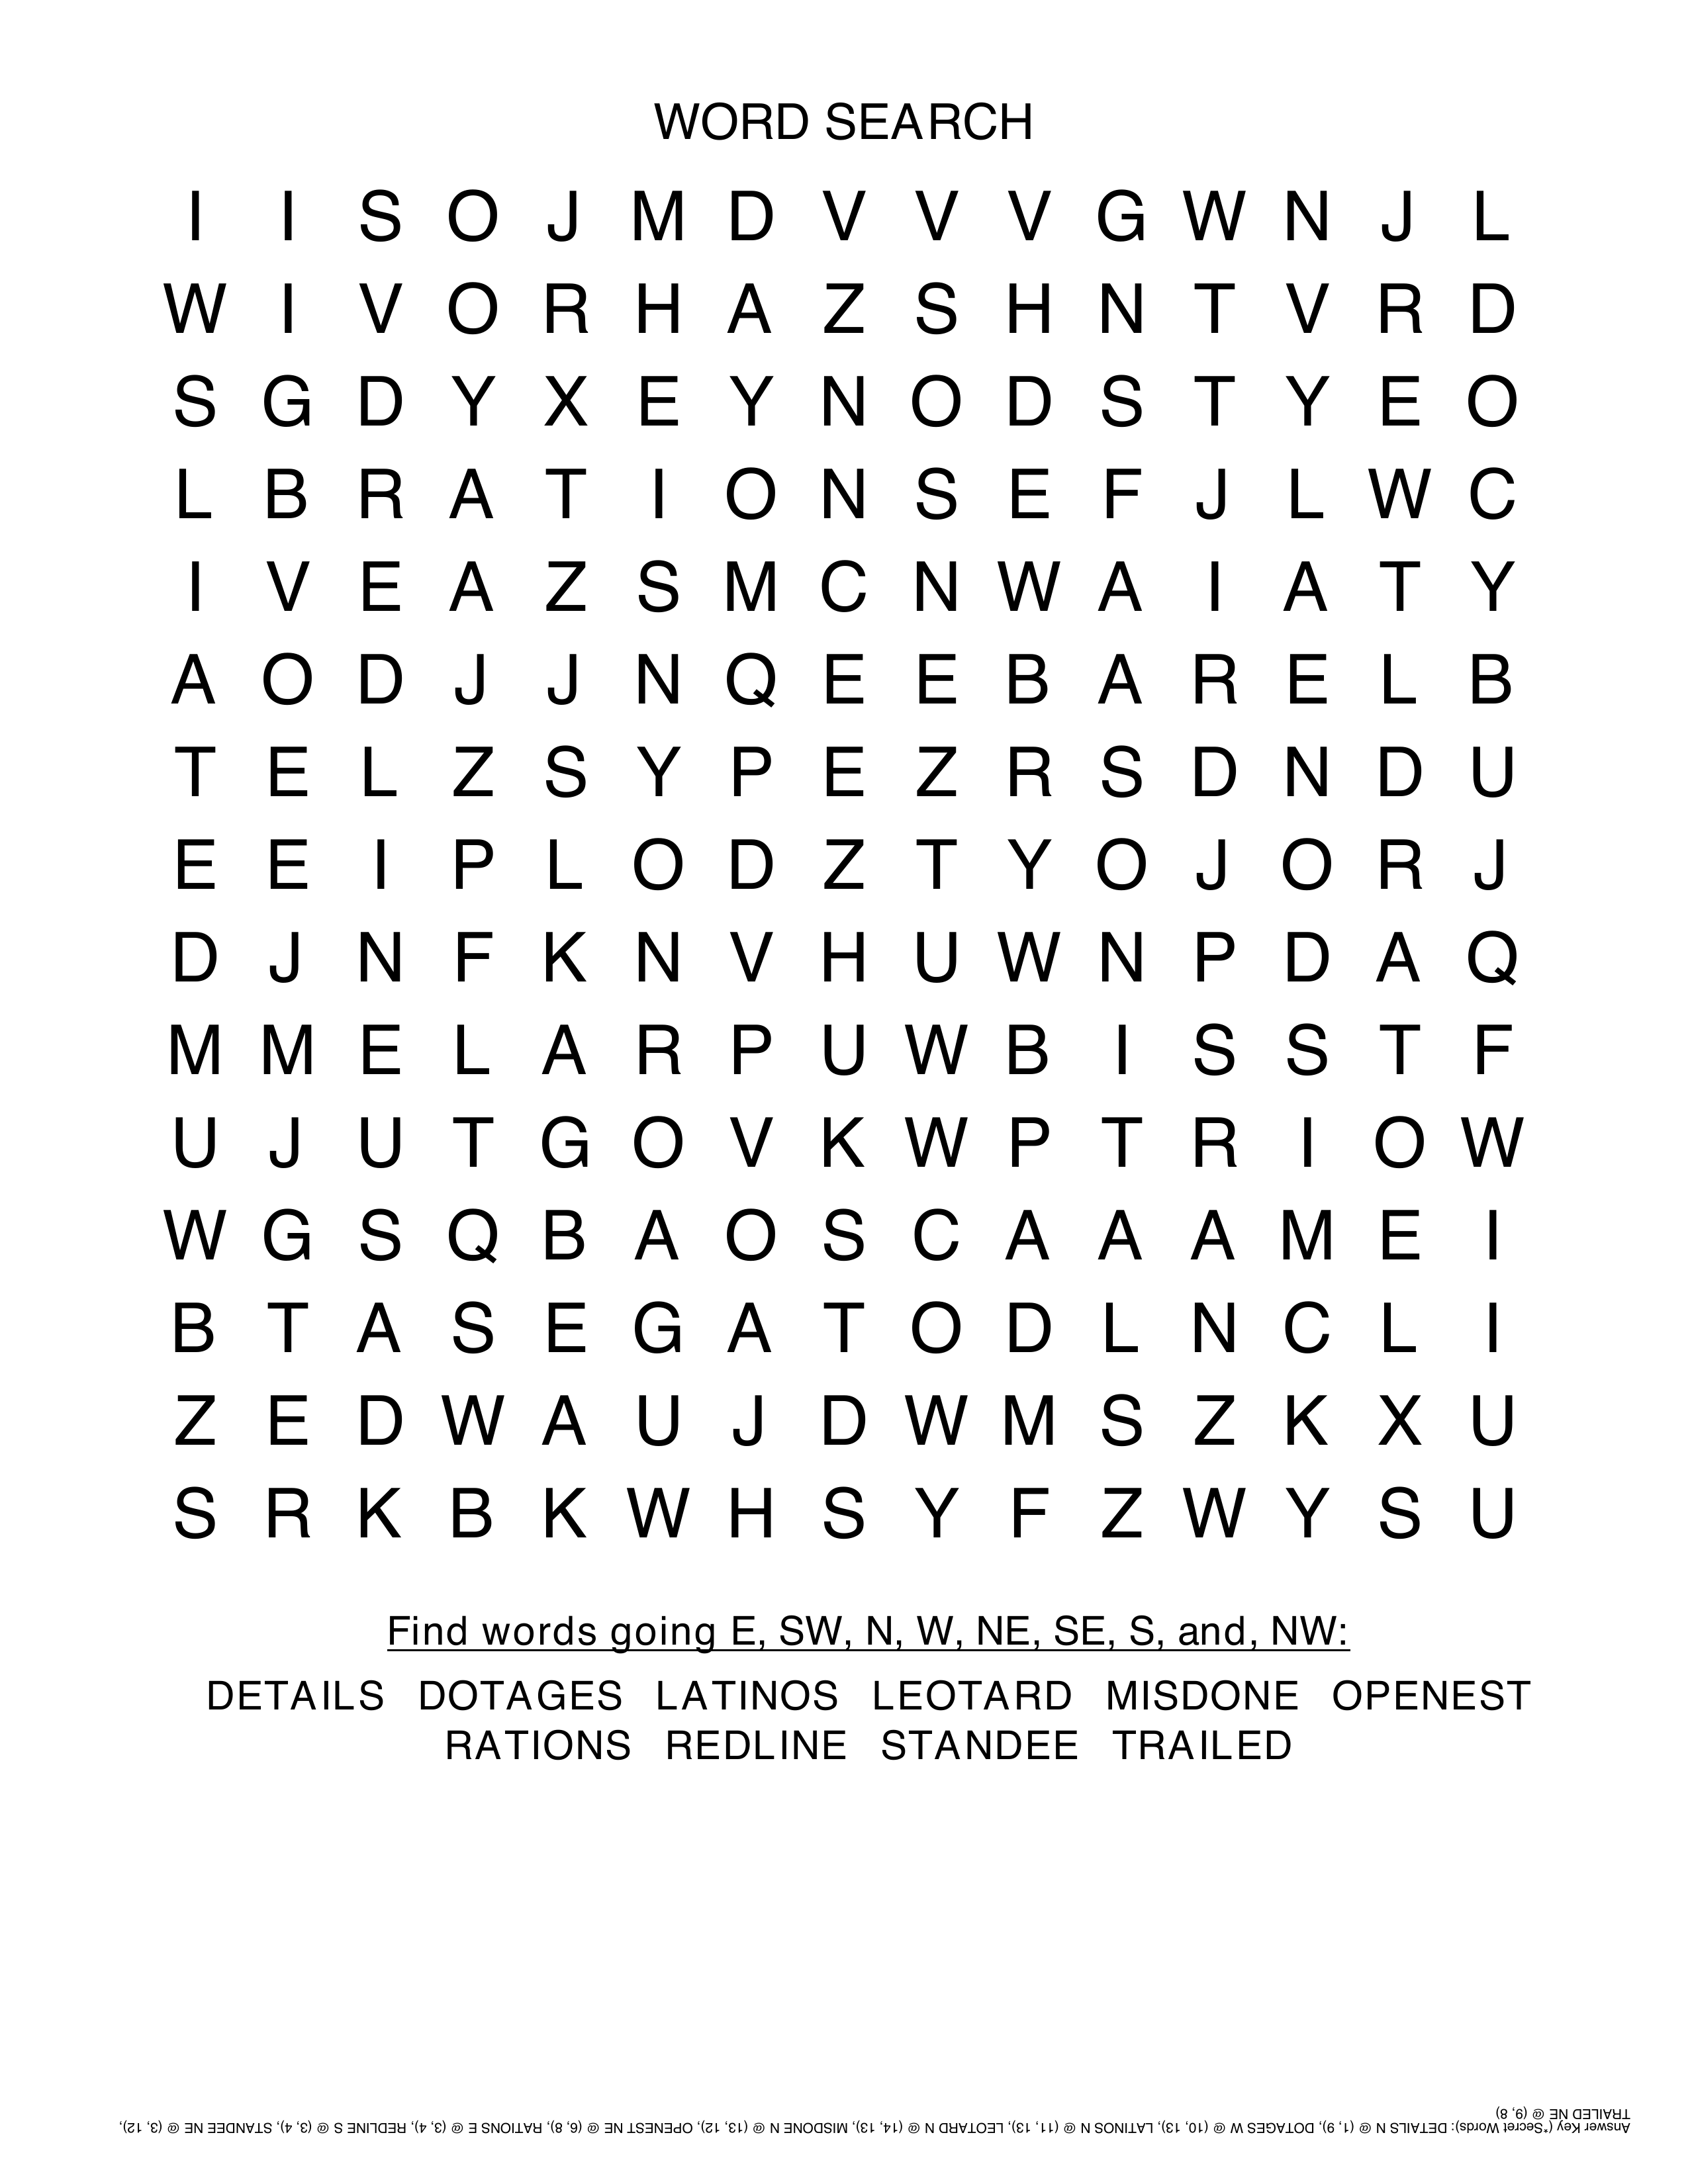 WORD SEARCH
I I S O J M D V V V G W N J L
W I V O R H A Z S H N T V R D
S G D Y X E Y N O D S T Y E O
L B R A T I O N S E F J L W C
I V E A Z S M C N W A I A T Y
A O D J J N Q E E B A R E L B
T E L Z S Y P E Z R S D N D U
E E I P L O D Z T Y O J O R J
D J N F K N V H U W N P D A Q
M M E L A R P U W B I S S T F
U J U T G O V K W P T R I O W
W G S Q B A O S C A A A M E I
B T A S E G A T O D L N C L I
Z E D W A U J D W M S Z K X U
S R K B K W H S Y F Z W Y S U
Find words going E, SW, N, W, NE, SE, S, and, NW:
DETAILS DOTAGES LATINOS LEOTARD MISDONE OPENEST
RATIONS REDLINE STANDEE TRAILED
Answer Key (*Secret Words): DETAILS N @ (1, 9), DOTAGES W @ (10, 13), LATINOS N @ (11, 13), LEOTARD N @ (14, 13), MISDONE N @ (13, 12), OPENEST NE @ (6, 8), RATIONS E @ (3, 4), REDLINE S @ (3, 4), STANDEE NE @ (3, 12),
TRAILED NE @ (9, 8)